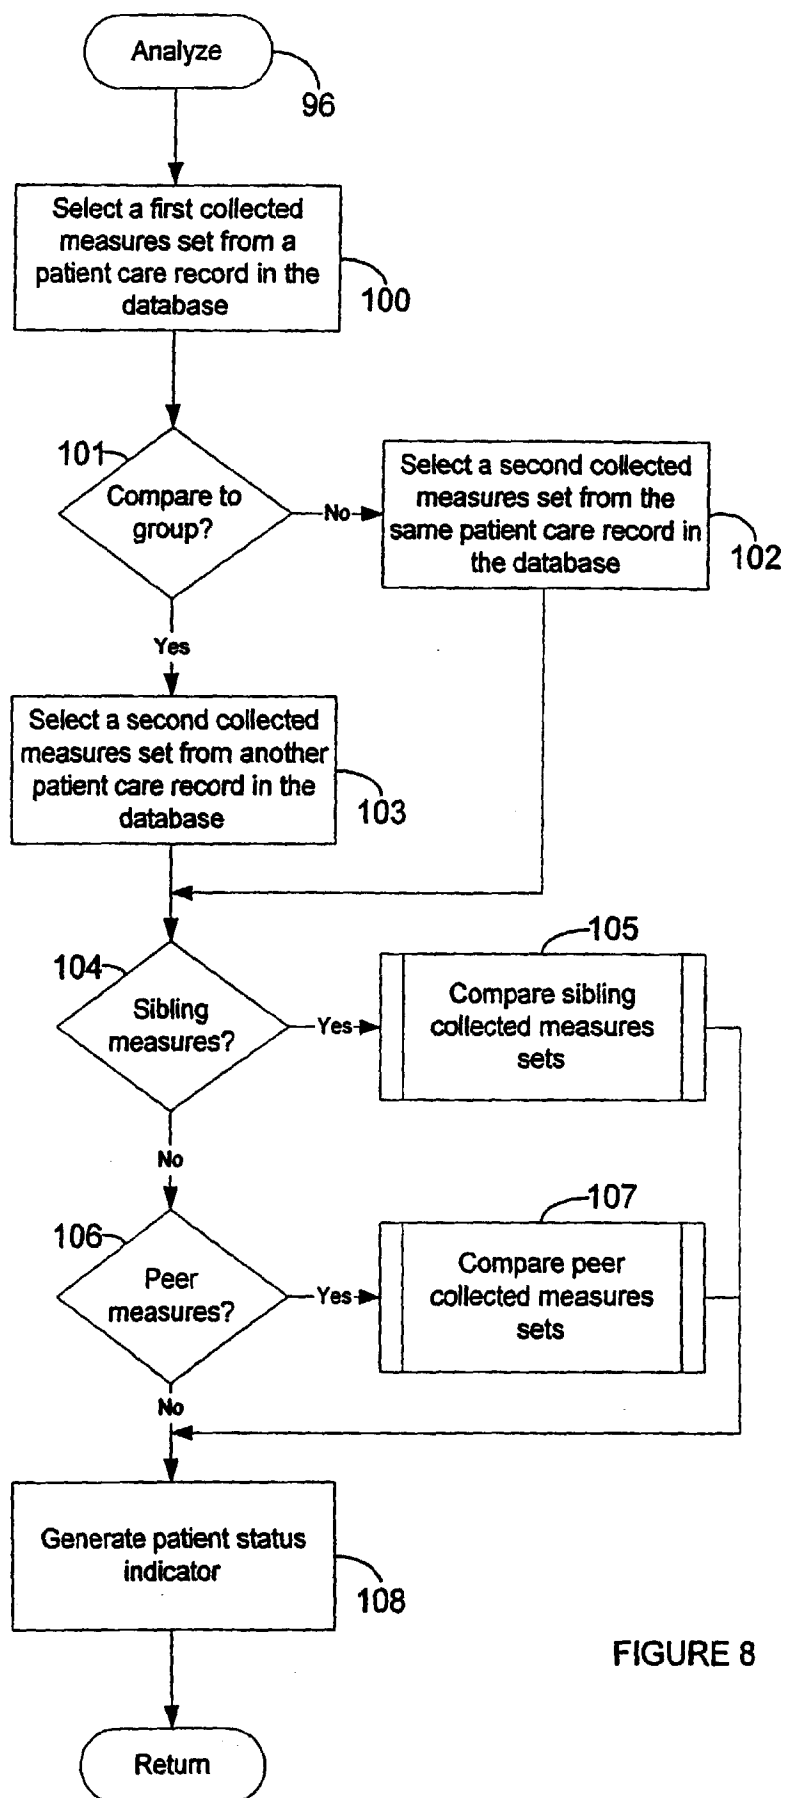 Analyze
96
Select a first collected
measures set from a
patient care record in the
database
100
101
Compare to
group?
No
Select a second collected
measures set from the
same patient care record in
the database
102
Yes
Select a second collected
measures set from another
patient care record in the
database
103
104
Sibling
measures?
Yes
105
Compare sibling
collected measures
sets
No
106
Peer
measures?
Yes
107
Compare peer
collected measures
sets
No
Generate patient status
indicator
108
FIGURE 8
Return